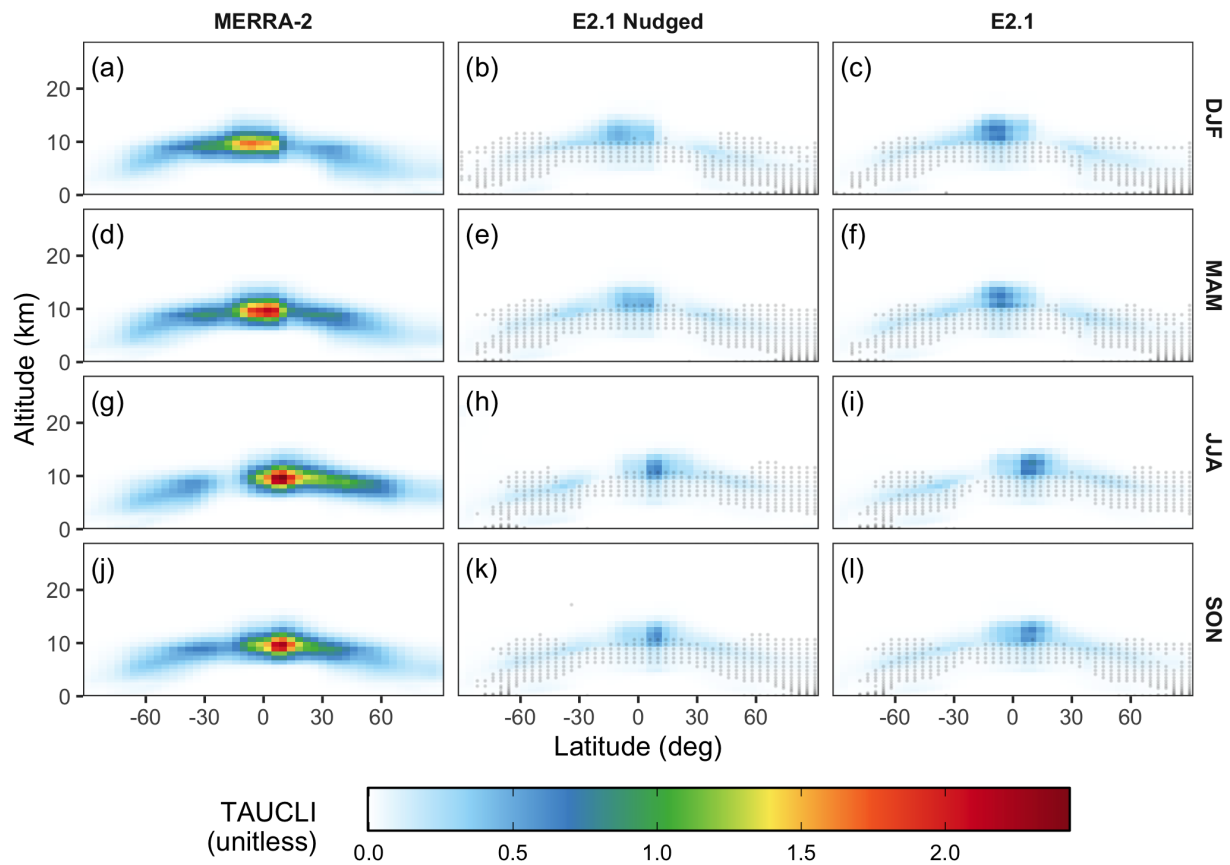 MERRA-2 E2.1 Nudged E2.1
(a) (b) (c)
20
10
0
DJF
(d) (e) (f)
20
10
0
MAM
(g) (h) (i)
20
10
0
JJA
(j) (k) (l)
20
10
0
SON
Altitude (km)
-60 -30 0 30 60 -60 -30 0 30 60 -60 -30 0 30 60
Latitude (deg)
TAUCLI
(unitless)
0.0 0.5 1.0 1.5 2.0